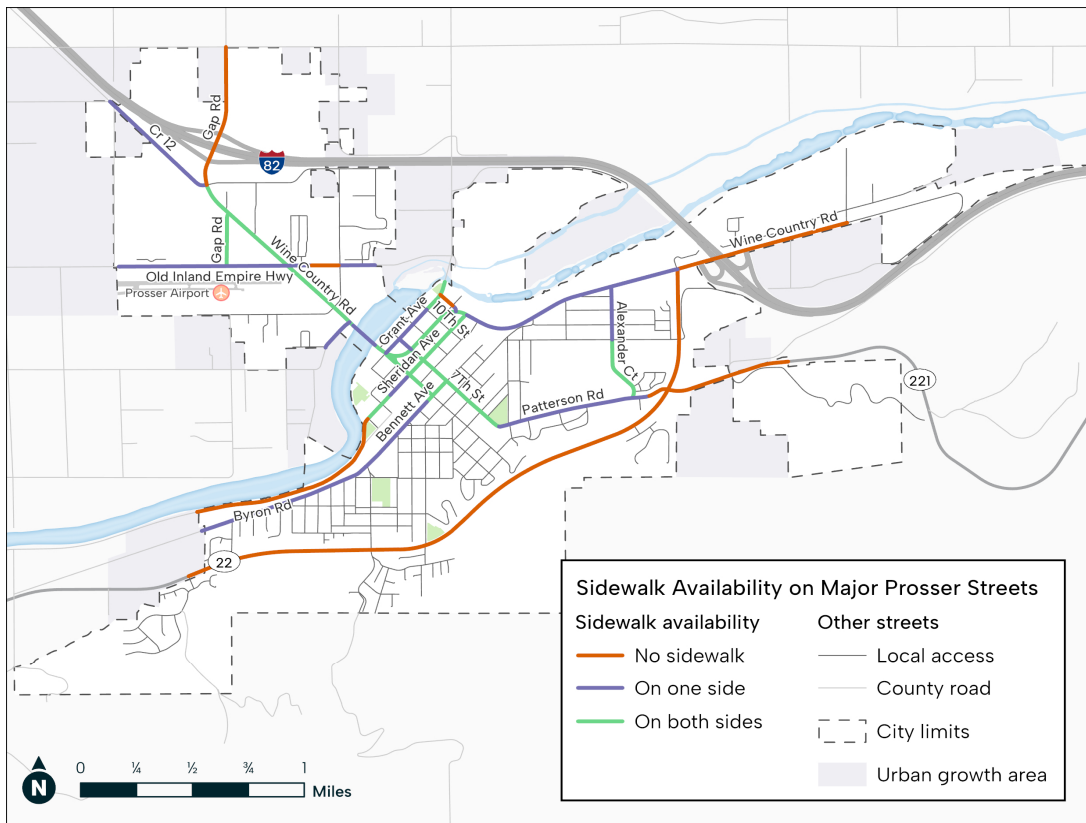 Gap Rd
Cr 12
82
Gap Rd
Wine Country Rd
Wine Country Rd
Old Inland Empire Hwy
Prosser Airport
Grant Ave
10Th St
Sheridan Ave
Alexander Ct
7Th St
Bennett Ave
Patterson Rd
221
Byron Rd
22
Sidewalk Availability on Major Prosser Streets
Sidewalk availability
No sidewalk
On one side
On both sides
Other streets
Local access
County road
City limits
Urban growth area
N
0 ¼ ½ ¾ 1
Miles